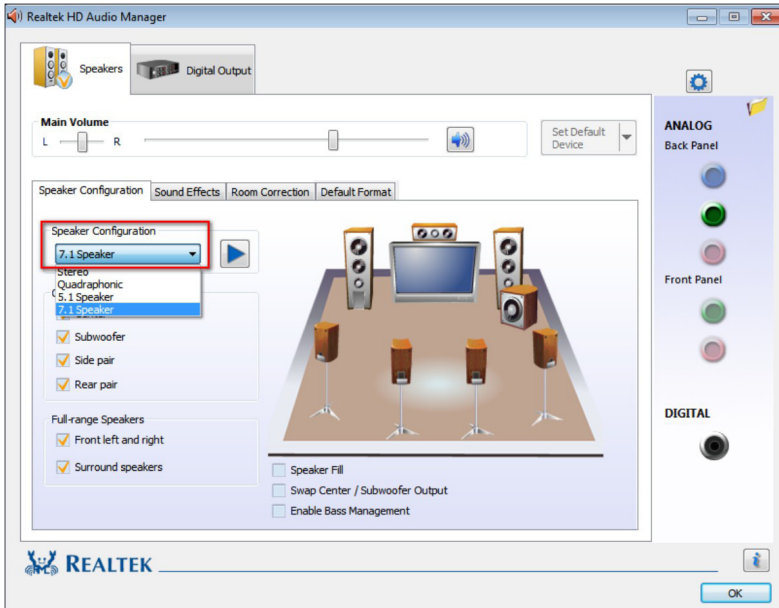 Realtek HD Audio Manager
Speakers
Digital Output
Main Volume
L
R
Set Default
Device
ANALOG
Back Panel
Speaker Configuration
Sound Effects
Room Correction
Default Format
Speaker Configuration
7.1 Speaker
Stereo
Quadraphonic
5.1 Speaker
7.1 Speaker
Subwoofer
Side pair
Rear pair
Front Panel
Full-range Speakers
Front left and right
Surround speakers
DIGITAL
Speaker Fill
Swap Center / Subwoofer Output
Enable Bass Management
REALTEK
i
OK